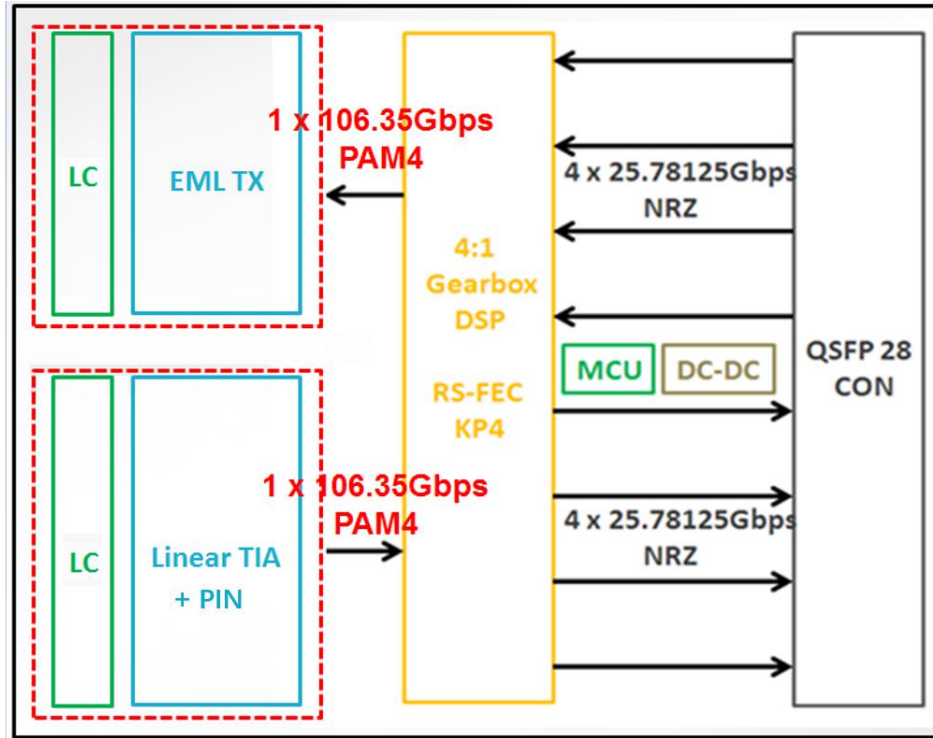 1 x 106.35Gbps
PAM4
LC
EML TX
4 x 25.78125Gbps
NRZ
4:1
Gearbox
DSP
RS-FEC
KP4
MCU
DC-DC
QSFP 28
CON
1 x 106.35Gbps
PAM4
LC
Linear TIA
+ PIN
4 x 25.78125Gbps
NRZ